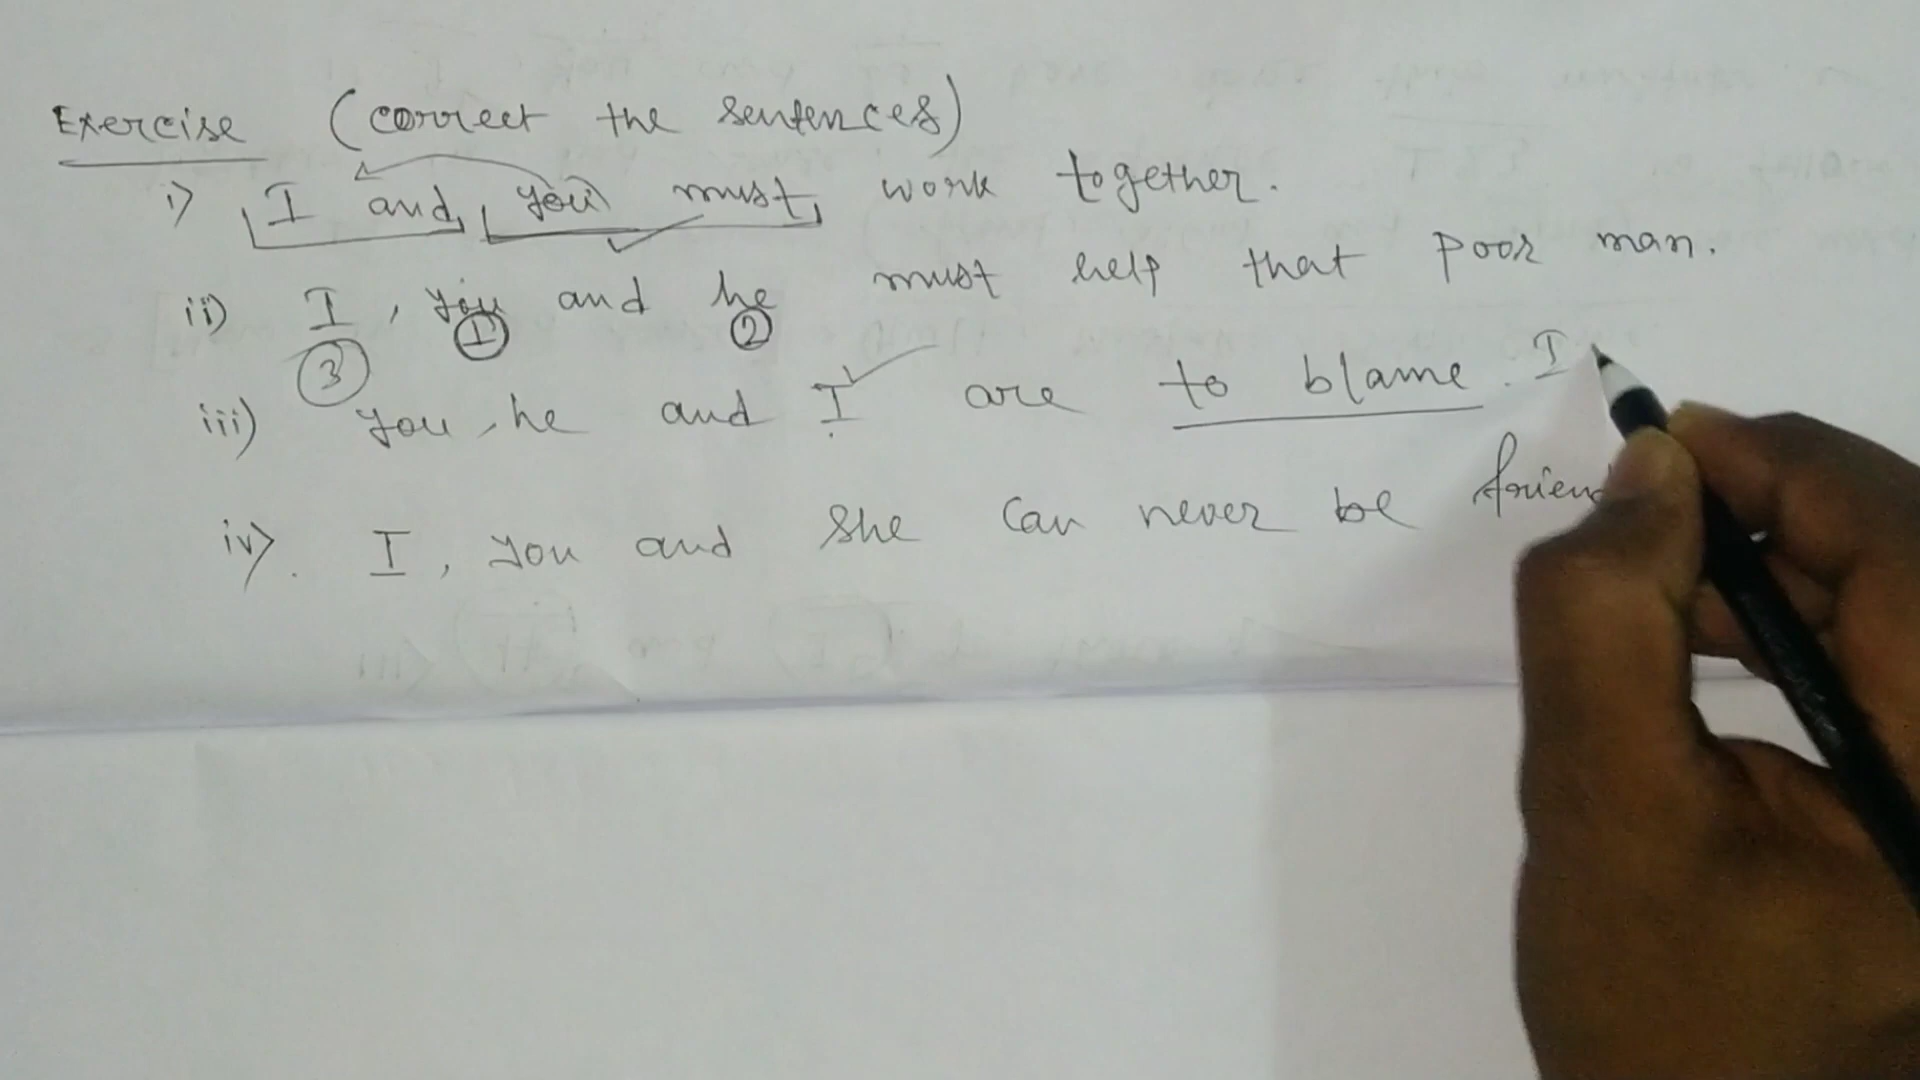 Exercise (correct the sentences)
i) I and you must work together.
ii) I, you and he must help that poor man.
3 1 2
iii) you, he and I are to blame. I
iv). I, you and she can never be